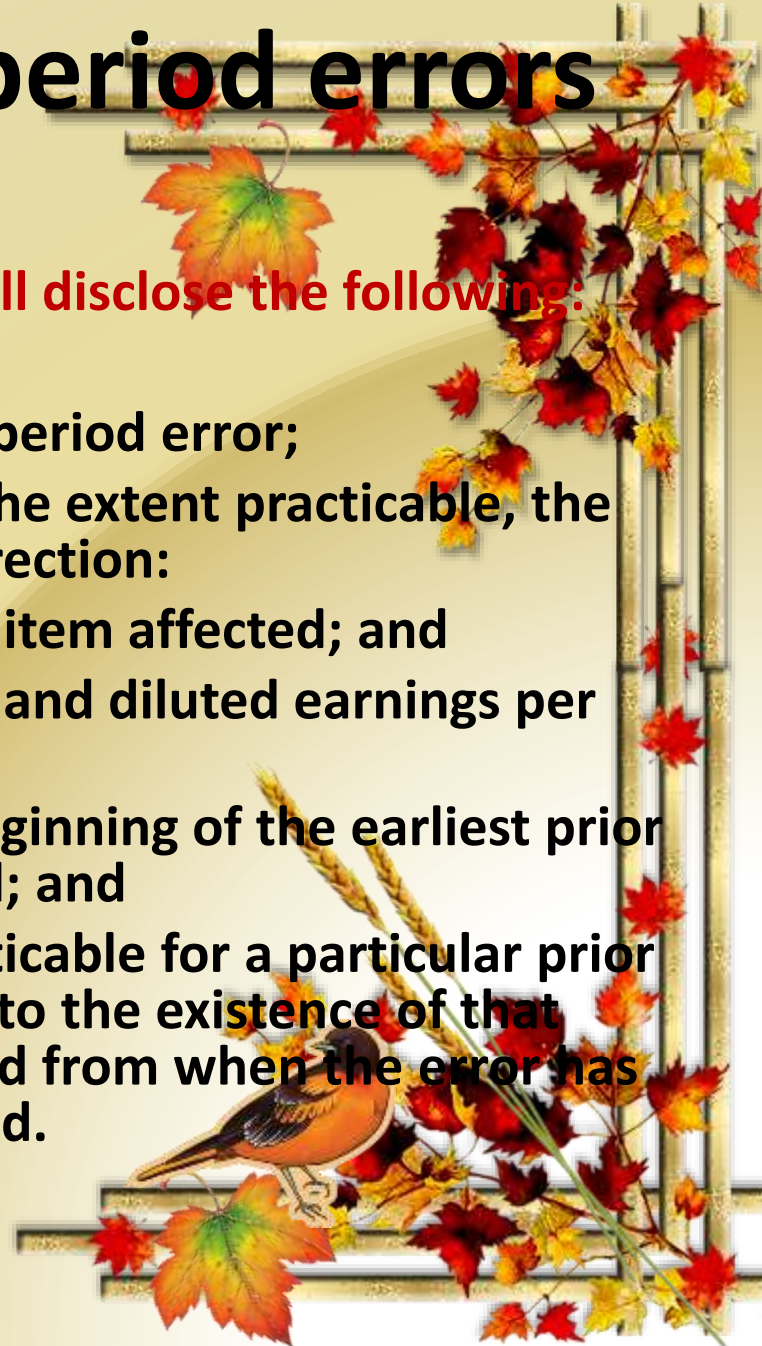 period errors
ll disclose the following:
period error;
he extent practicable, the
rection:
item affected; and
and diluted earnings per
ginning of the earliest prior
; and
ticable for a particular prior
to the existence of that
d from when the error has
d.